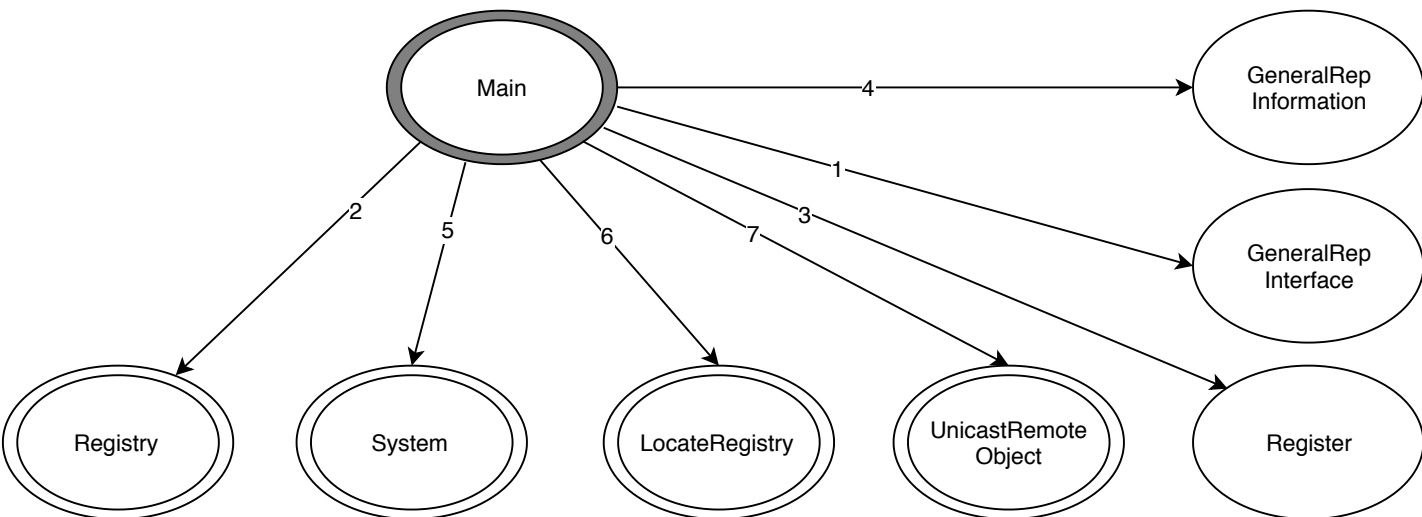 Main
GeneralRep
Information
4
1
GeneralRep
Interface
2
3
5
6
7
Registry
System
LocateRegistry
UnicastRemote
Object
Register